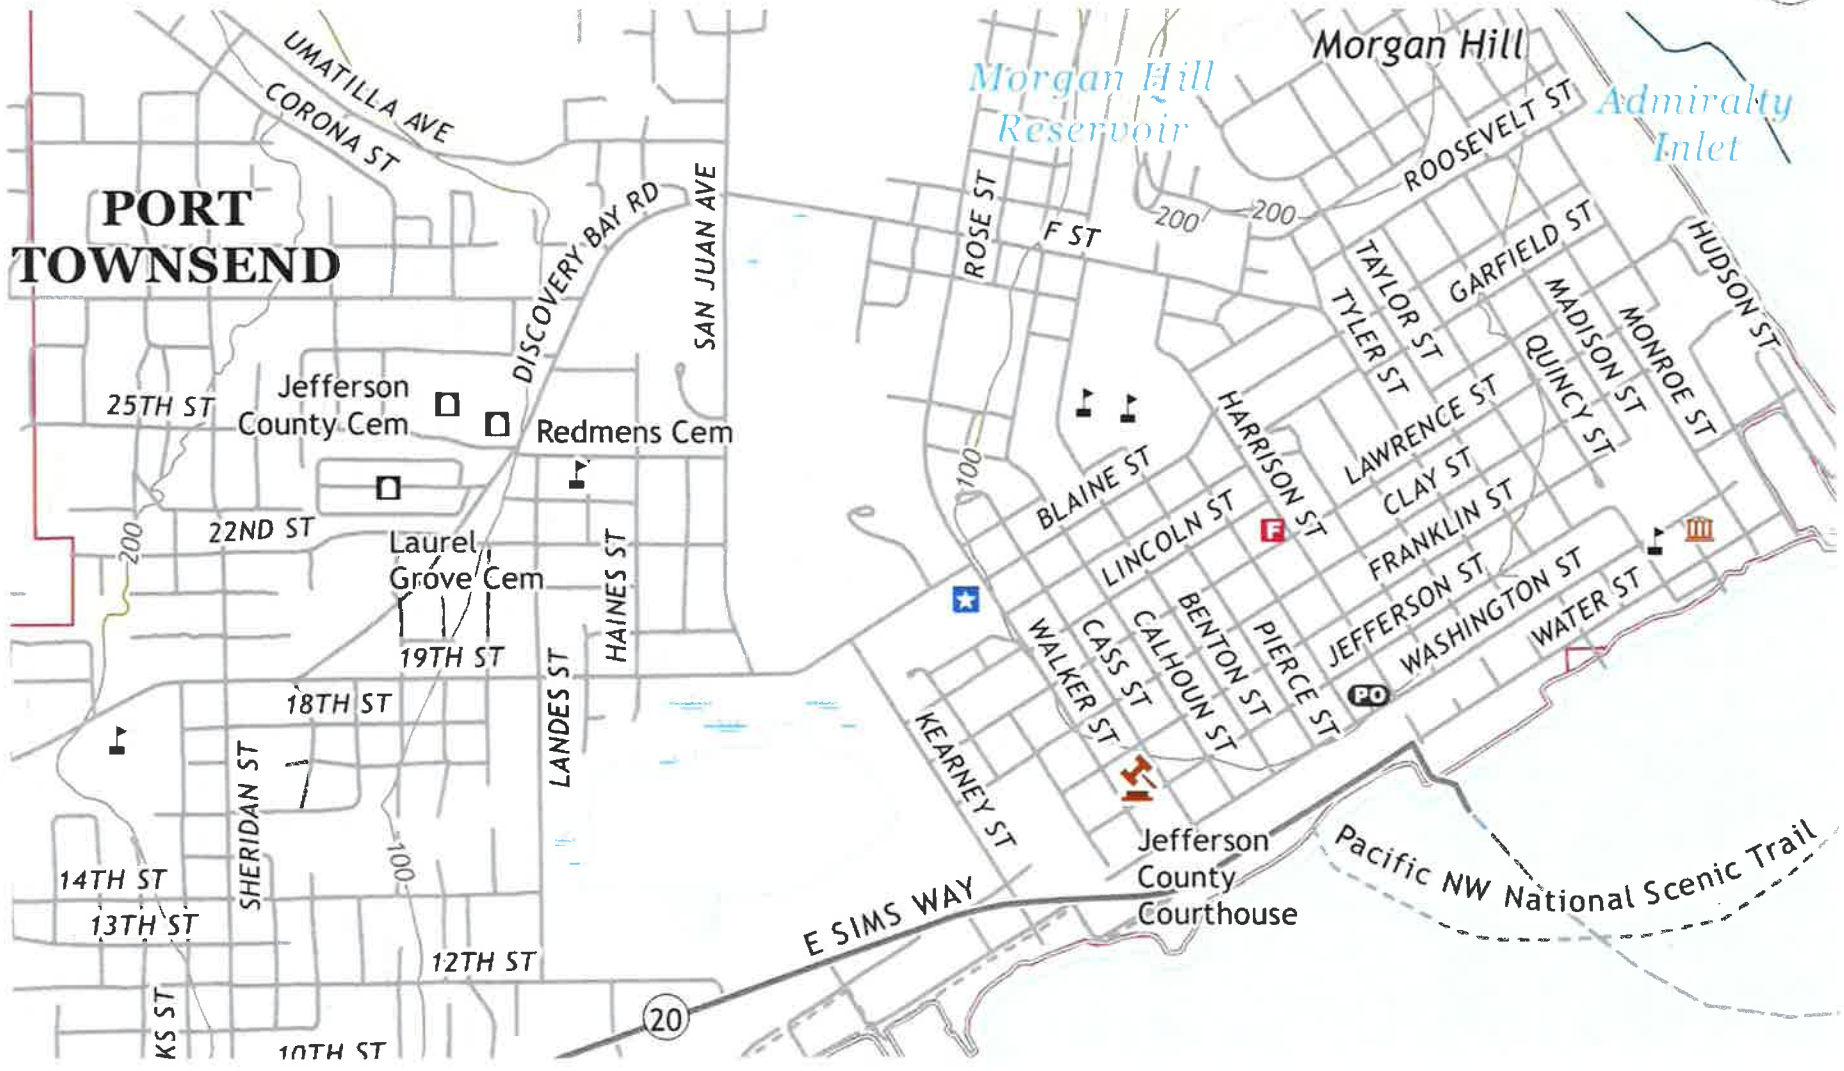 Morgan Hill
UMATILLA AVE
Morgan Hill
Reservoir
Admiralty
Inlet
CORONA ST
ROOSEVELT ST
PORT
TOWNSEND
DISCOVERY BAY RD
SAN JUAN AVE
ROSE ST
F ST
200
200
TAYLOR ST
GARFIELD ST
HUDSON ST
TYLER ST
MADISON ST
MONROE ST
QUINCY ST
25TH ST
Jefferson
County Cem
Redmens Cem
HARRISON ST
LAWRENCE ST
BLAINE ST
CLAY ST
100
LINCOLN ST
FRANKLIN ST
F
200
22ND ST
Laurel
Grove Cem
HAINES ST
JEFFERSON ST
WASHINGTON ST
WATER ST
WALKER ST
CASS ST
CALHOUN ST
BENTON ST
PIERCE ST
19TH ST
18TH ST
LANDES ST
PO
KEARNEY ST
SHERIDAN ST
100
Jefferson
County
Courthouse
Pacific NW National Scenic Trail
14TH ST
13TH ST
E SIMS WAY
12TH ST
KS ST
20
10TH ST